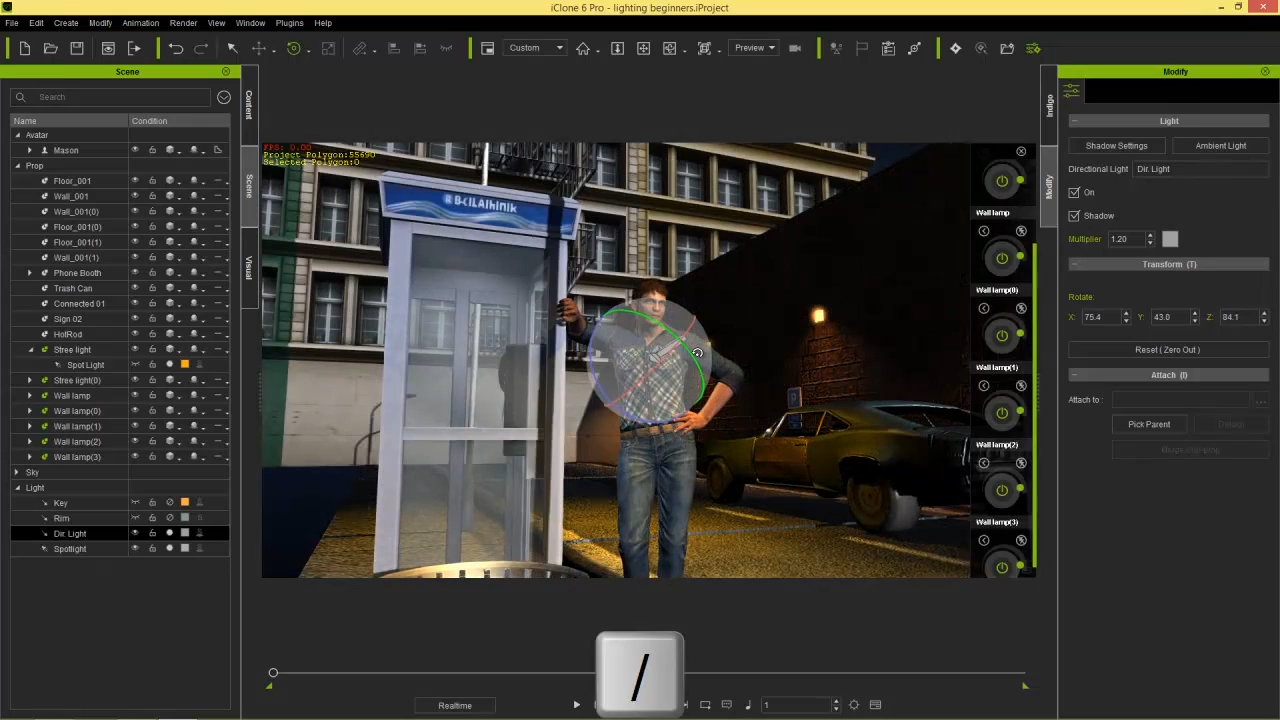 iClone 6 Pro - lighting beginners.iProject
File Edit Create Modify Animation Render View Window Plugins Help
Custom Preview
Scene
Search
Name Condition
Avatar
Mason
Prop
Floor_001
Wall_001
Wall_001(0)
Floor_001(0)
Floor_001(1)
Wall_001(1)
Phone Booth
Trash Can
Connected 01
Sign 02
HotRod
Stree light
Spot Light
Stree light(0)
Wall lamp
Wall lamp(0)
Wall lamp(1)
Wall lamp(2)
Wall lamp(3)
Sky
Light
Key
Rim
Dir. Light
Spotlight
Content
Scene
Visual
FPS: 0.00
Project Polygon:55690
Selected Polygon:0
Wall lamp
Wall lamp(0)
Wall lamp(1)
Wall lamp(2)
Wall lamp(3)
Indigo
Modify
Modify
Light
Shadow Settings Ambient Light
Directional Light Dir. Light
On
Shadow
Multiplier 1.20
Transform (T)
Rotate:
X: 75.4 Y: 43.0 Z: 84.1
Reset ( Zero Out )
Attach (I)
Attach to: ...
Pick Parent
/
Realtime 1